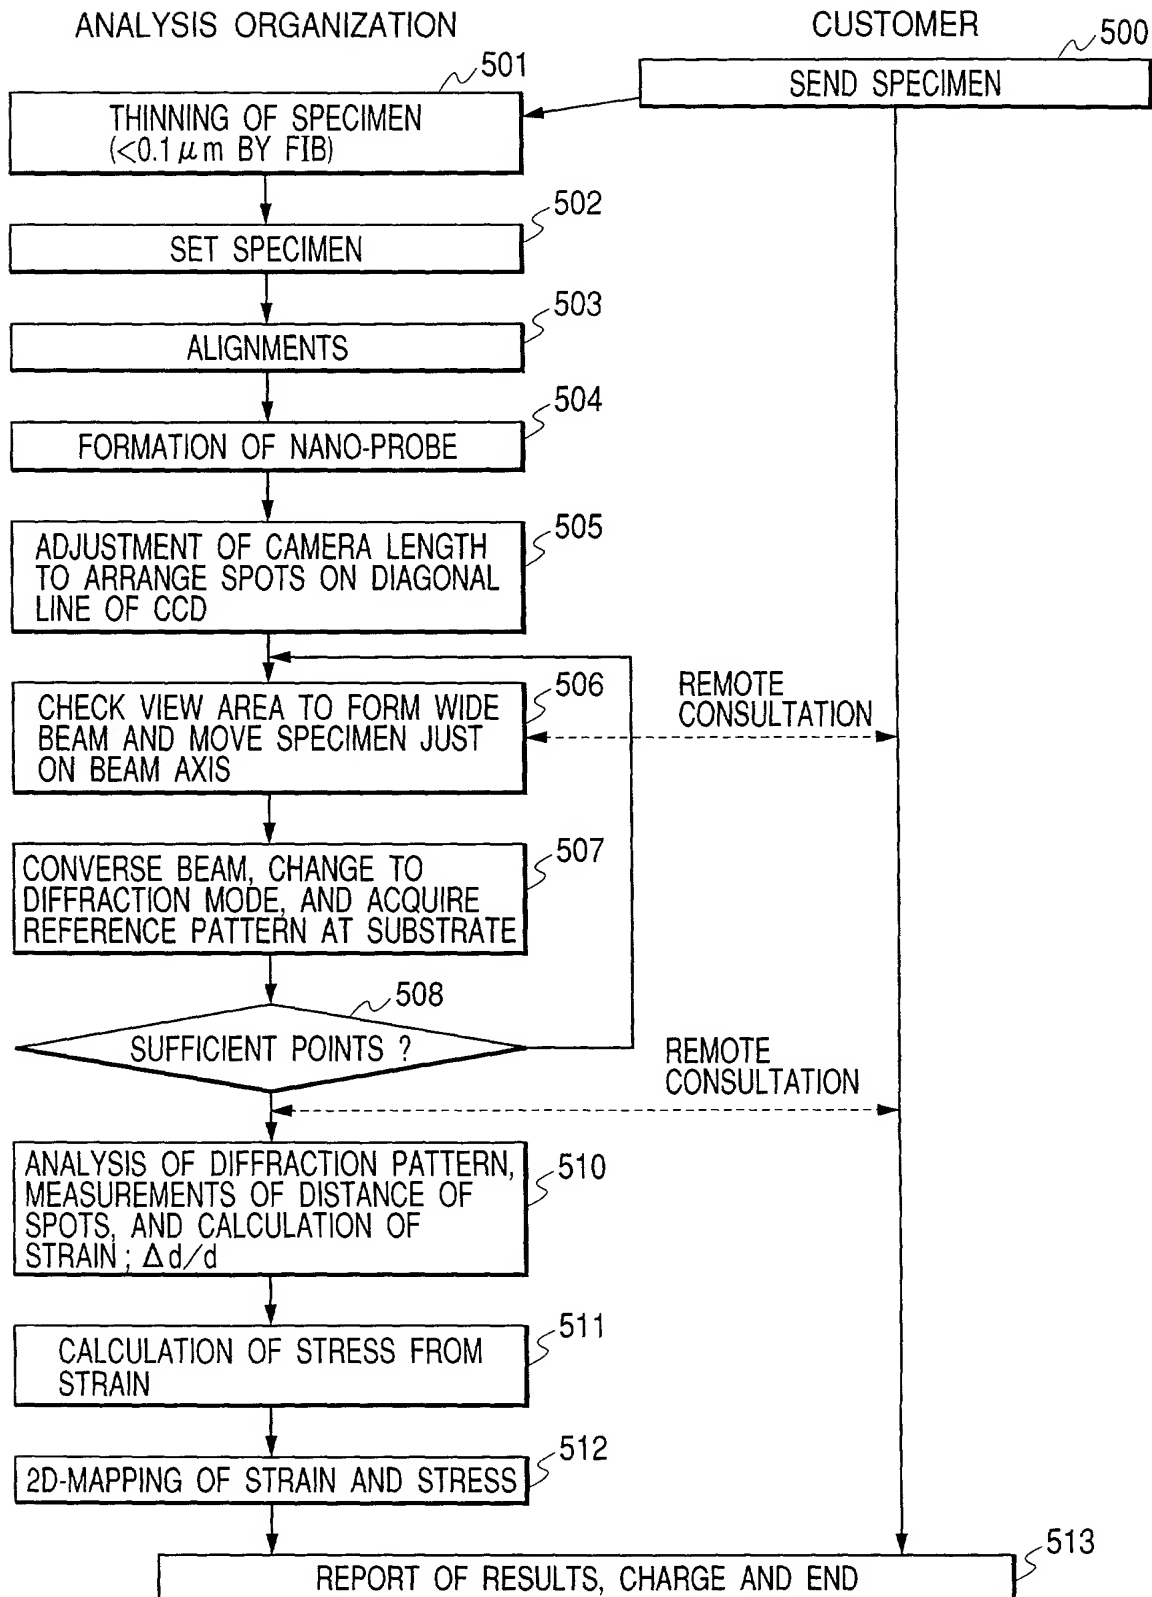 ANALYSIS ORGANIZATION
CUSTOMER
500
SEND SPECIMEN
501
THINNING OF SPECIMEN
(<0.1 μm BY FIB)
502
SET SPECIMEN
503
ALIGNMENTS
504
FORMATION OF NANO-PROBE
505
ADJUSTMENT OF CAMERA LENGTH
TO ARRANGE SPOTS ON DIAGONAL
LINE OF CCD
506
CHECK VIEW AREA TO FORM WIDE
BEAM AND MOVE SPECIMEN JUST
ON BEAM AXIS
REMOTE
CONSULTATION
507
CONVERSE BEAM, CHANGE TO
DIFFRACTION MODE, AND ACQUIRE
REFERENCE PATTERN AT SUBSTRATE
508
SUFFICIENT POINTS ?
REMOTE
CONSULTATION
510
ANALYSIS OF DIFFRACTION PATTERN,
MEASUREMENTS OF DISTANCE OF
SPOTS, AND CALCULATION OF
STRAIN ; Δd/d
511
CALCULATION OF STRESS FROM
STRAIN
512
2D-MAPPING OF STRAIN AND STRESS
513
REPORT OF RESULTS, CHARGE AND END